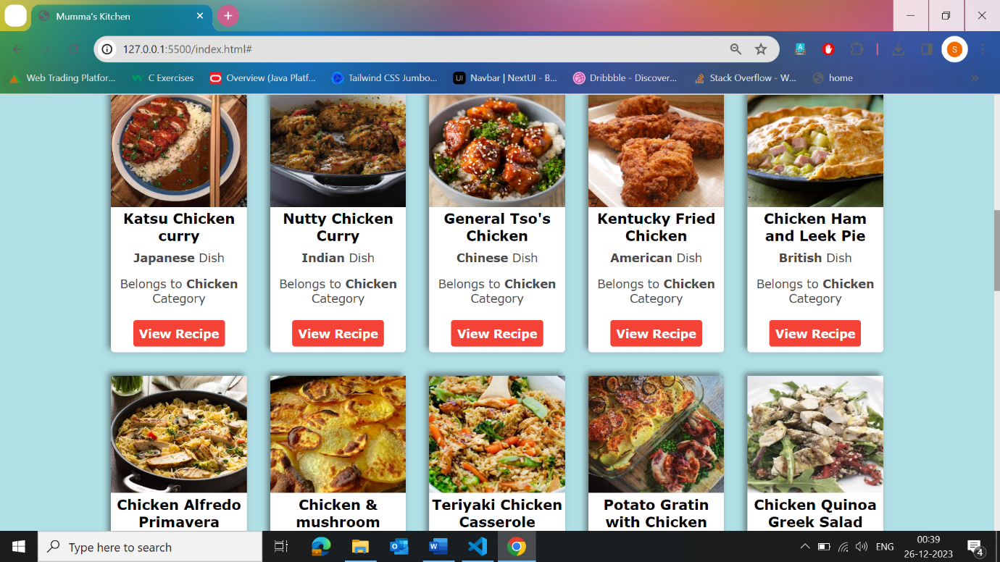 Mumma's Kitchen
127.0.0.1:5500/index.html#
S
Web Trading Platfor...
C Exercises
Overview (Java Platf...
Tailwind CSS Jumbo...
UI
Navbar | NextUI - B...
Dribbble - Discover...
Stack Overflow - W...
home
Katsu Chicken
curry
Japanese Dish
Belongs to Chicken
Category
View Recipe
Nutty Chicken
Curry
Indian Dish
Belongs to Chicken
Category
View Recipe
General Tso's
Chicken
Chinese Dish
Belongs to Chicken
Category
View Recipe
Kentucky Fried
Chicken
American Dish
Belongs to Chicken
Category
View Recipe
Chicken Ham
and Leek Pie
British Dish
Belongs to Chicken
Category
View Recipe
Chicken Alfredo
Primavera
Chicken &
mushroom
Teriyaki Chicken
Casserole
Potato Gratin
with Chicken
Chicken Quinoa
Greek Salad
Type here to search
ENG
00:39
26-12-2023
4